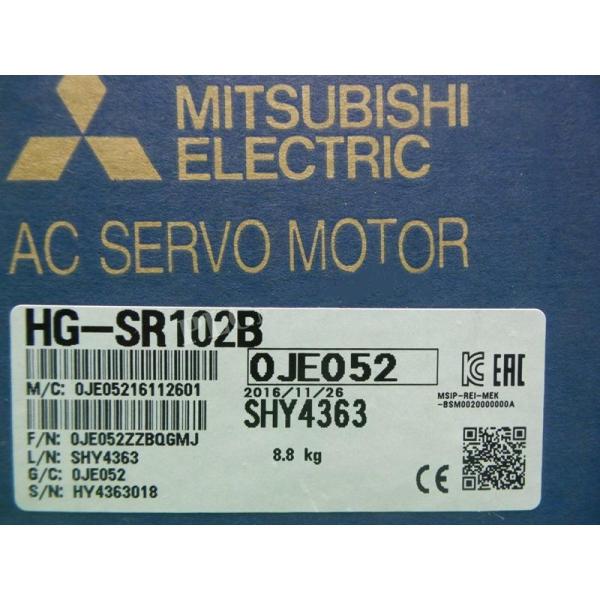 MITSUBISHI
ELECTRIC
AC SERVO MOTOR
HG-SR102B
0JE052
M/C: 0JE05216112601
2016/11/26
SHY4363
MSIP-REI-MEK
-BSM0020000000A
F/N: 0JE052ZZBQGMJ
L/N: SHY4363
8.8 kg
G/C: 0JE052
S/N: HY4363018
EAC
CE